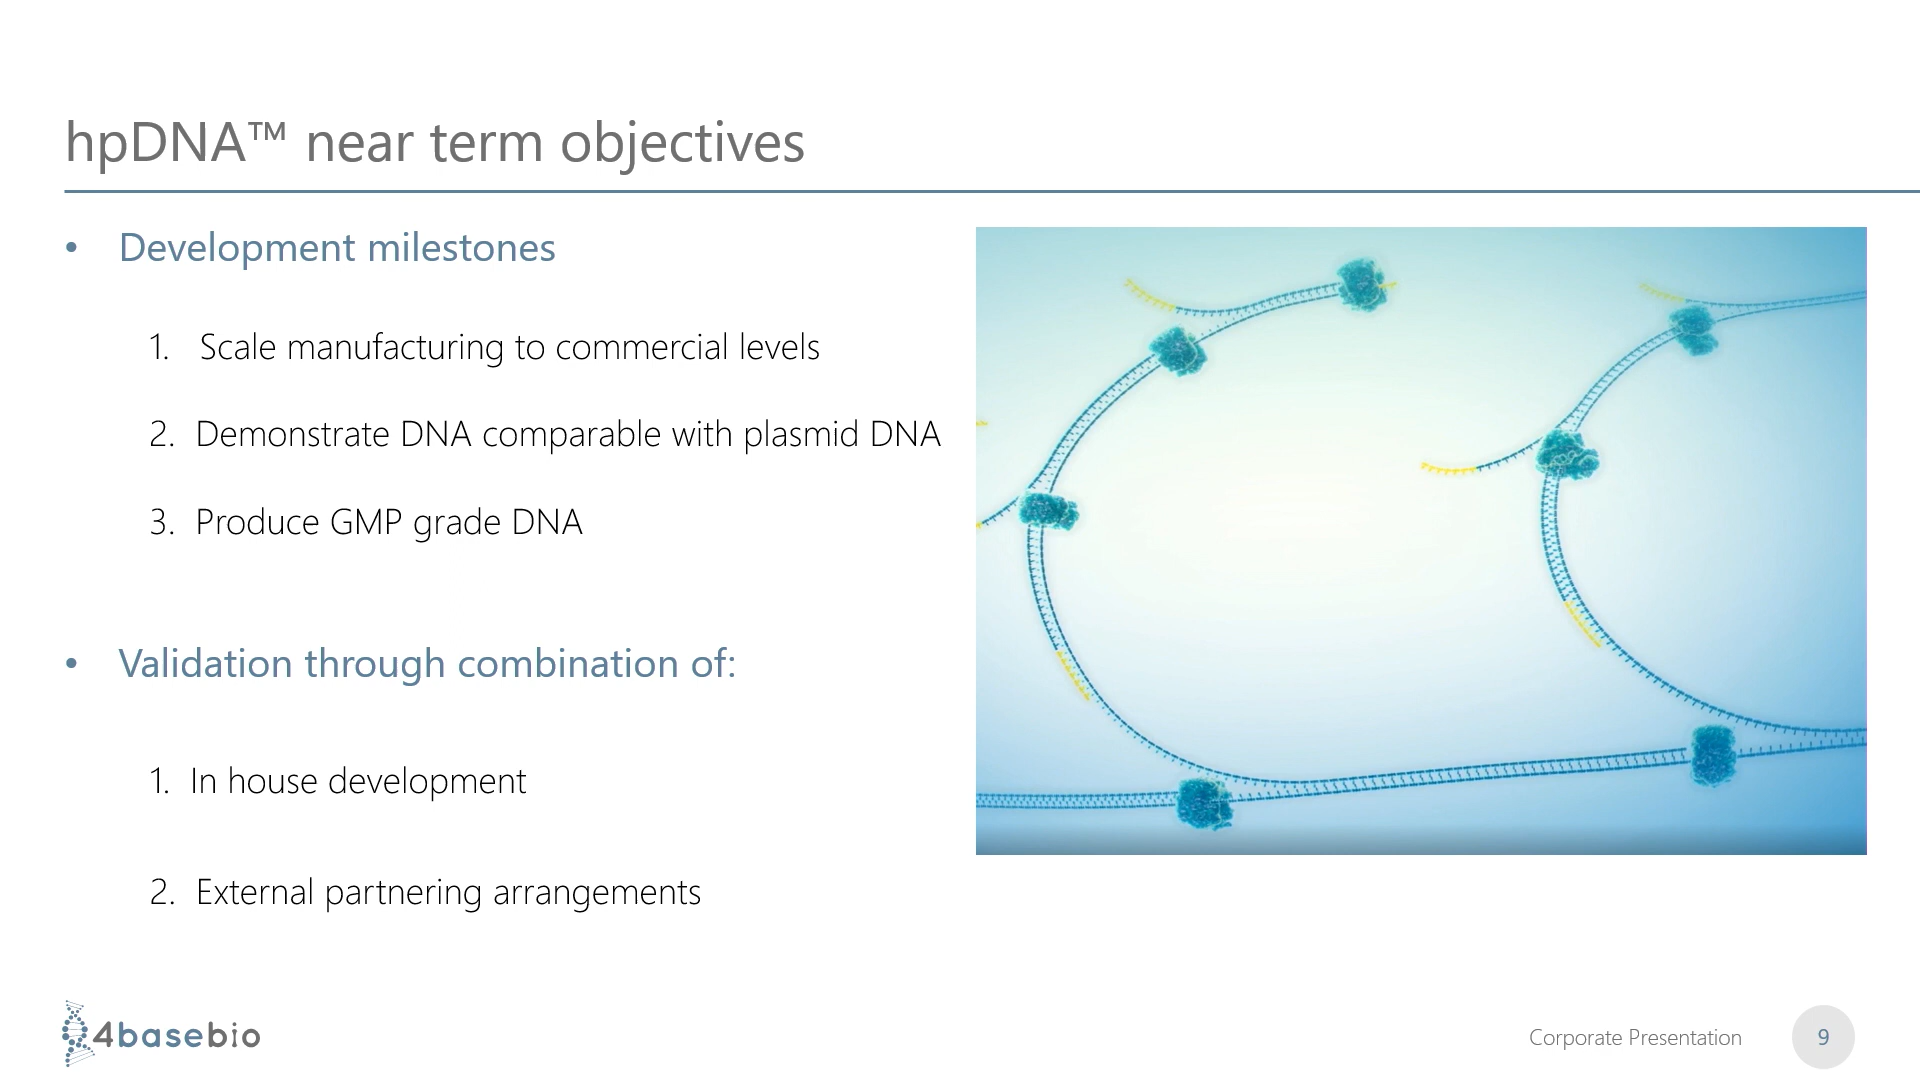 hpDNA™ near term objectives
• Development milestones
1. Scale manufacturing to commercial levels
2. Demonstrate DNA comparable with plasmid DNA
3. Produce GMP grade DNA
• Validation through combination of:
1. In house development
2. External partnering arrangements
4basebio
Corporate Presentation
9